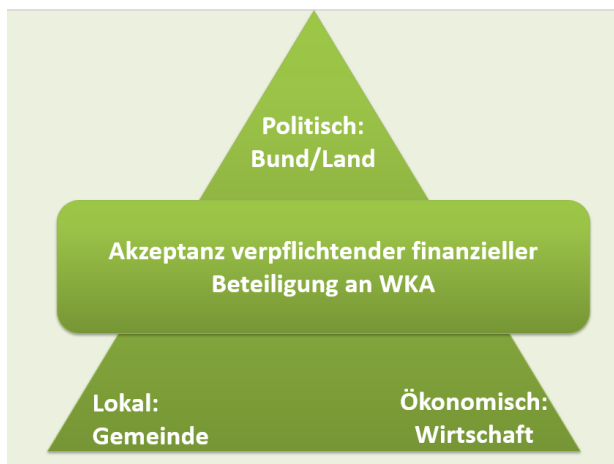 Politisch:
Bund/Land
Akzeptanz verpflichtender finanzieller
Beteiligung an WKA
Lokal:
Gemeinde
Ökonomisch:
Wirtschaft